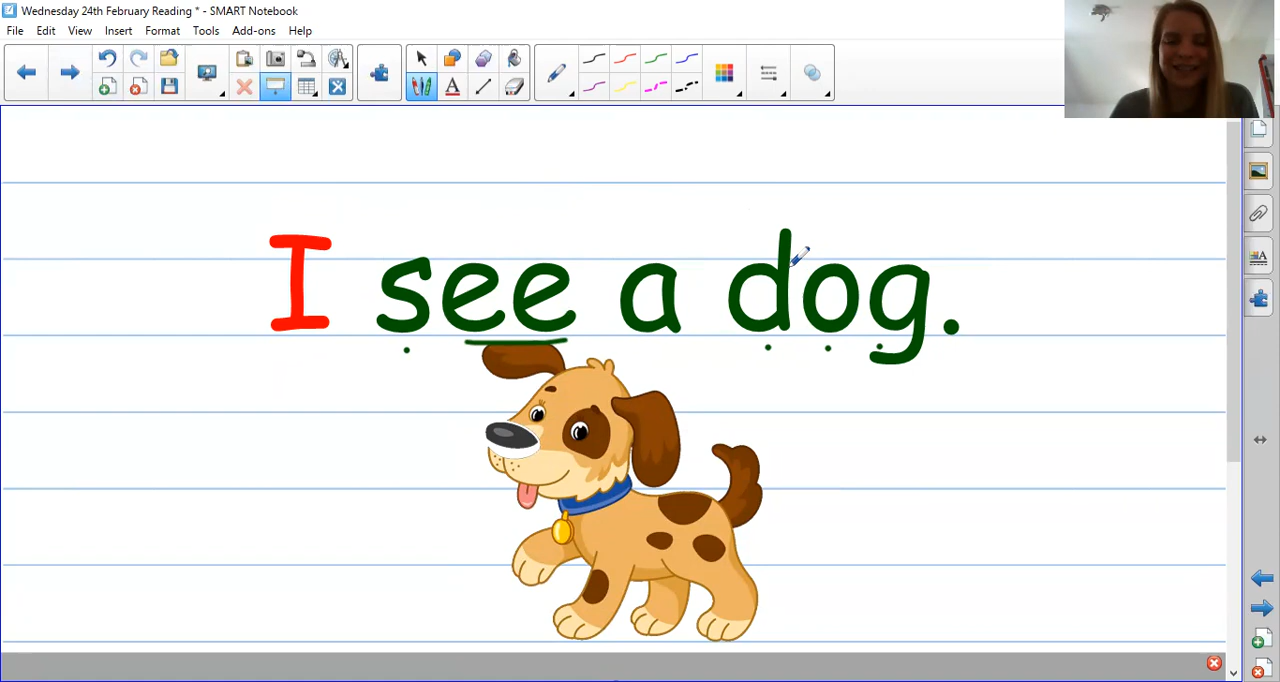 Wednesday 24th February Reading * - SMART Notebook
File Edit View Insert Format Tools Add-ons Help
I see a dog.